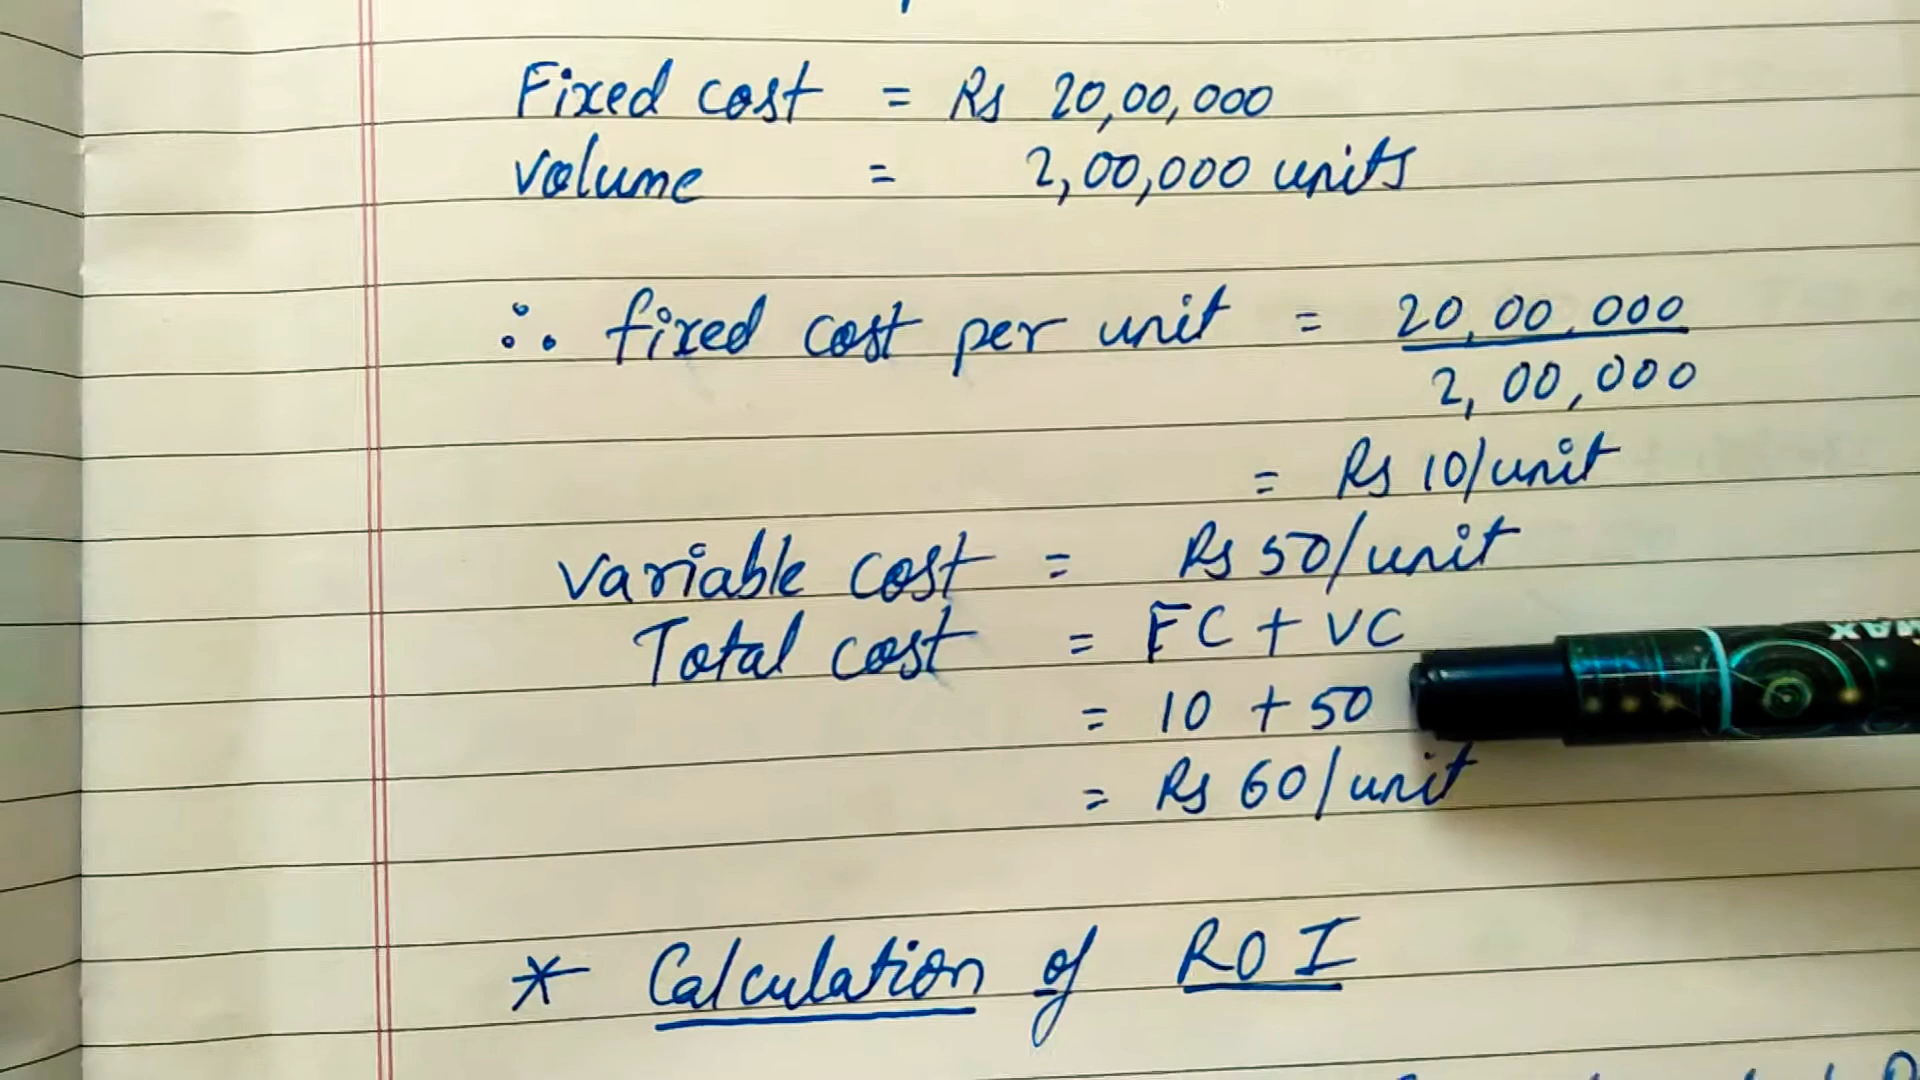 Fixed cost = Rs 20,00,000
volume = 2,00,000 units
∴ fixed cost per unit = 20,00,000
2,00,000
= Rs 10/unit
variable cost = Rs 50/unit
Total cost = FC + VC
= 10 + 50
= Rs 60/unit
* Calculation of ROI